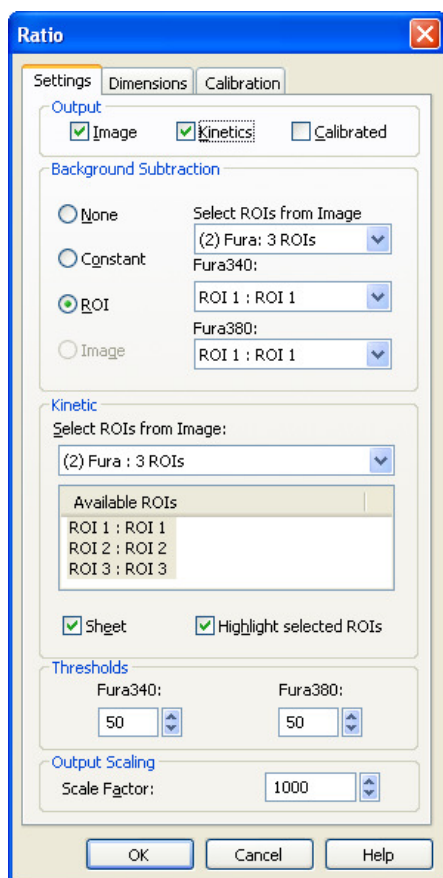 Ratio
Settings Dimensions Calibration
Output
Image Kinetics Calibrated
Background Subtraction
None
Select ROIs from Image
(2) Fura: 3 ROIs
Constant
Fura340:
ROI
ROI 1 : ROI 1
Fura380:
Image
ROI 1 : ROI 1
Kinetic
Select ROIs from Image:
(2) Fura : 3 ROIs
Available ROIs
ROI 1 : ROI 1
ROI 2 : ROI 2
ROI 3 : ROI 3
Sheet Highlight selected ROIs
Thresholds
Fura340: Fura380:
50 50
Output Scaling
Scale Factor: 1000
OK Cancel Help